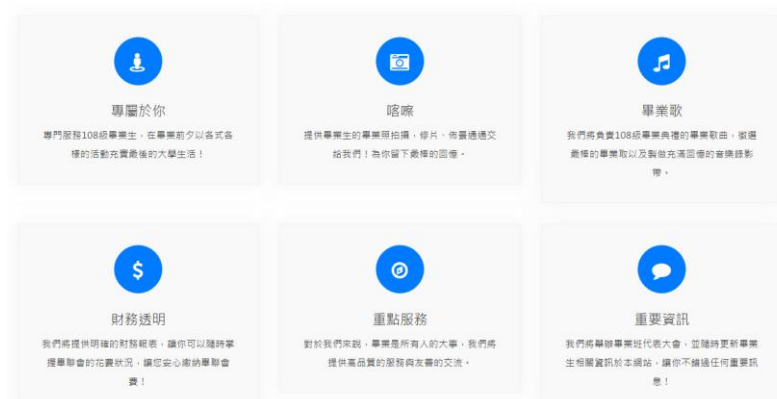 專屬於你
專門服務108級畢業生，在畢業前夕以各式各
樣的活動充實最後的大學生活！
喀嚓
提供畢業生的畢業照拍攝，修片、佈景通通交
給我們！為你留下最棒的回憶。
畢業歌
我們將負責108級畢業典禮的畢業歌曲，徵選
最棒的畢業取以及製做充滿回憶的音樂錄影
帶。
財務透明
我們將提供明確的財務報表，讓你可以隨時掌
握畢聯會的花費狀況，讓您安心繳納畢聯會
費！
重點服務
對於我們來說，畢業是所有人的大事，我們將
提供高品質的服務與友善的交流。
重要資訊
我們將舉辦畢業班代表大會，並隨時更新畢業
生相關資訊於本網站，讓你不錯過任何重要訊
息！